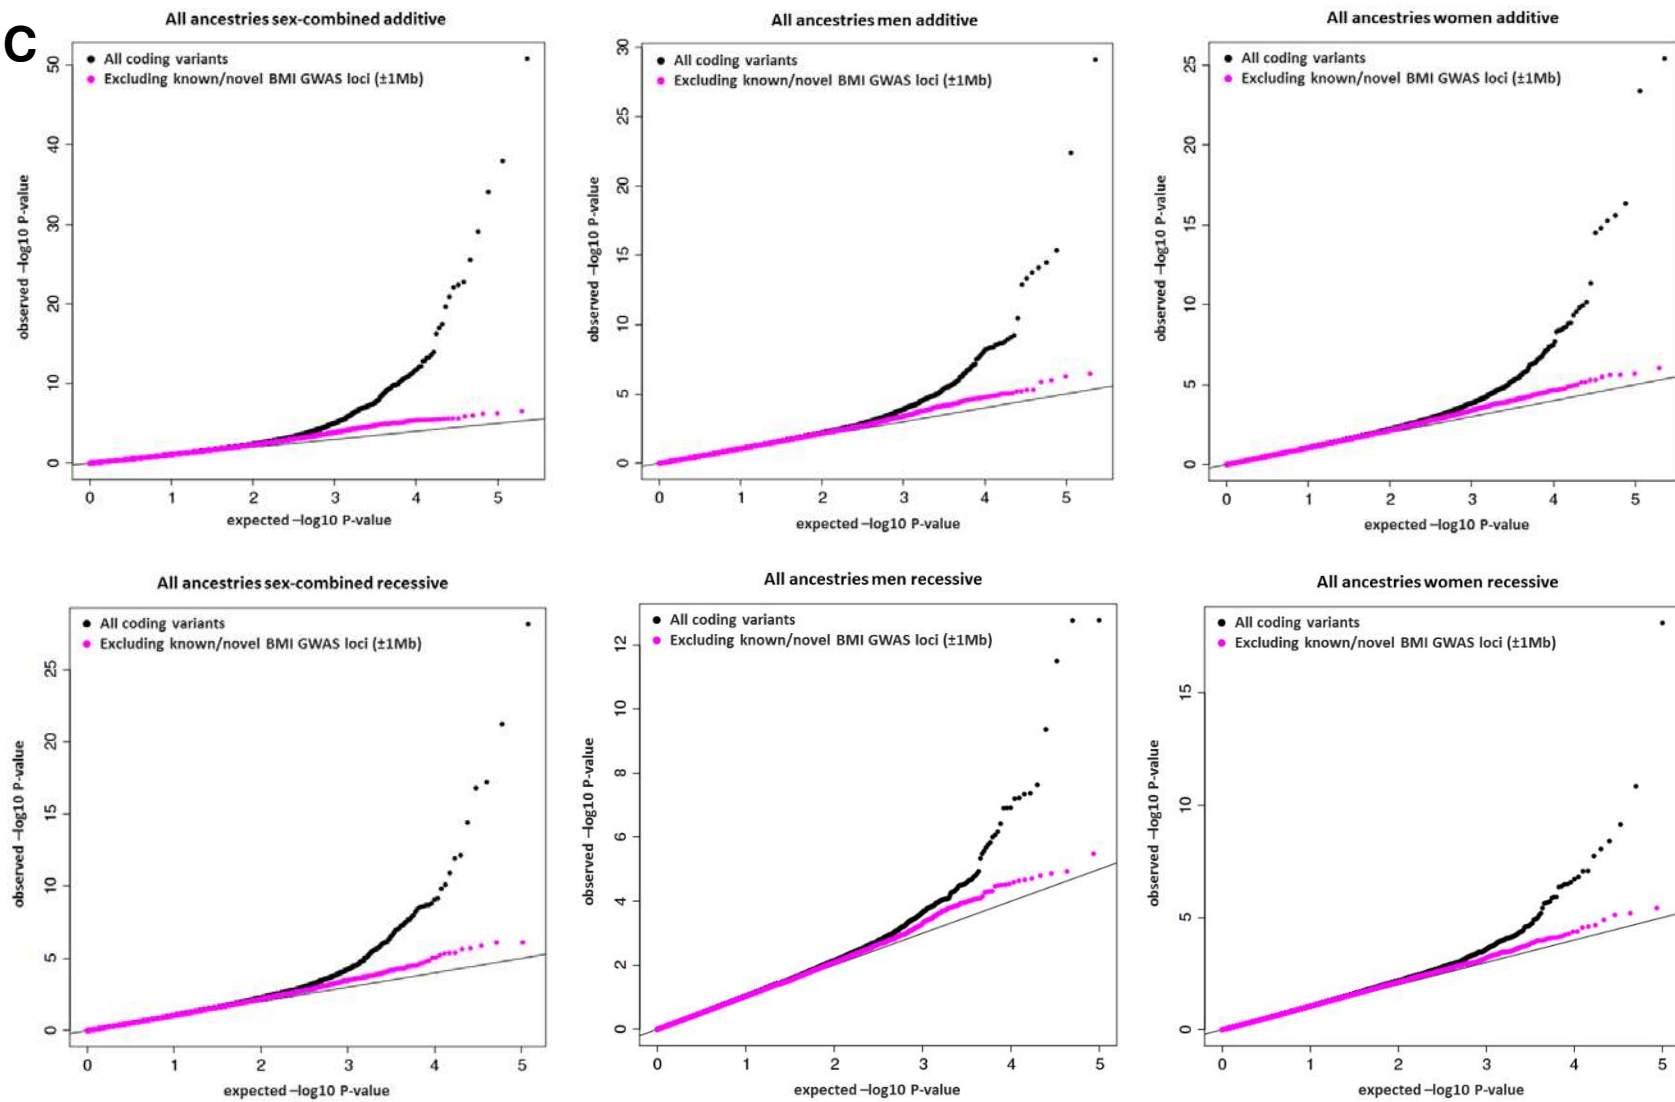 C
All ancestries sex-combined additive
All coding variants
Excluding known/novel BMI GWAS loci (±1Mb)
observed –log10 P-value
50
40
30
20
10
0
0 1 2 3 4 5
expected –log10 P-value
All ancestries men additive
All coding variants
Excluding known/novel BMI GWAS loci (±1Mb)
observed –log10 P-value
30
25
20
15
10
5
0
0 1 2 3 4 5
expected –log10 P-value
All ancestries women additive
All coding variants
Excluding known/novel BMI GWAS loci (±1Mb)
observed –log10 P-value
25
20
15
10
5
0
0 1 2 3 4 5
expected –log10 P-value
All ancestries sex-combined recessive
All coding variants
Excluding known/novel BMI GWAS loci (±1Mb)
observed –log10 P-value
25
20
15
10
5
0
0 1 2 3 4 5
expected –log10 P-value
All ancestries men recessive
All coding variants
Excluding known/novel BMI GWAS loci (±1Mb)
observed –log10 P-value
12
10
8
6
4
2
0
0 1 2 3 4 5
expected –log10 P-value
All ancestries women recessive
All coding variants
Excluding known/novel BMI GWAS loci (±1Mb)
observed –log10 P-value
15
10
5
0
0 1 2 3 4 5
expected –log10 P-value